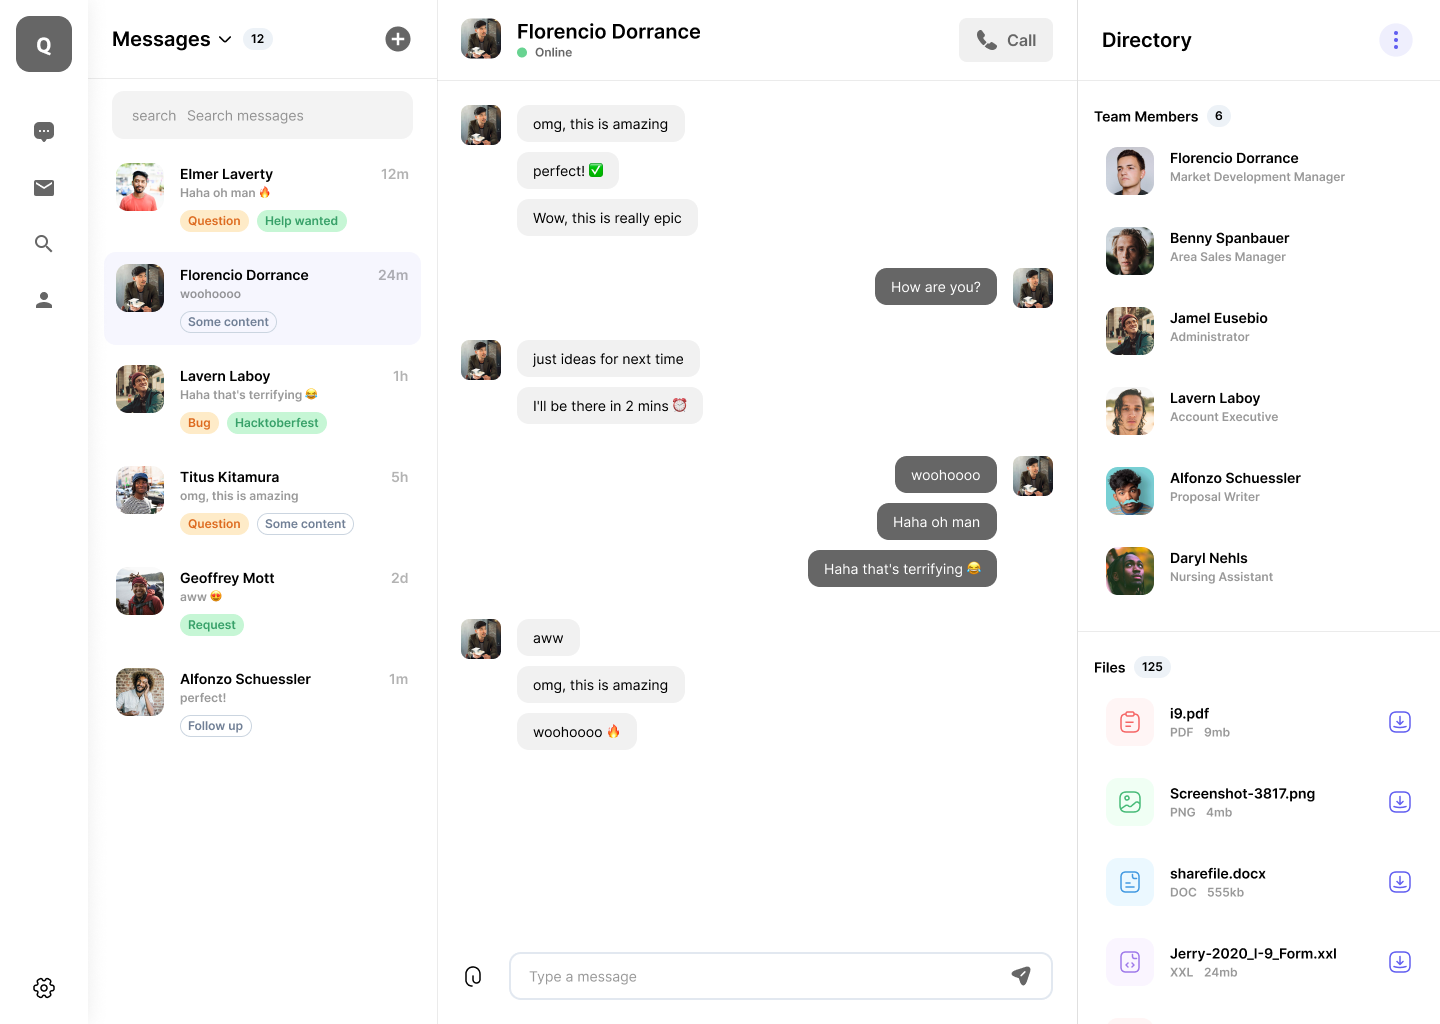 Q
Messages 12
search Search messages
Elmer Laverty 12m
Haha oh man 🔥
Question Help wanted
Florencio Dorrance 24m
woohoooo
Some content
Lavern Laboy 1h
Haha that's terrifying 😂
Bug Hacktoberfest
Titus Kitamura 5h
omg, this is amazing
Question Some content
Geoffrey Mott 2d
aww 😍
Request
Alfonzo Schuessler 1m
perfect!
Follow up
Florencio Dorrance
Online
Call
omg, this is amazing
perfect! ✅
Wow, this is really epic
How are you?
just ideas for next time
I'll be there in 2 mins ⏰
woohoooo
Haha oh man
Haha that's terrifying 😂
aww
omg, this is amazing
woohoooo 🔥
Type a message
Directory
Team Members 6
Florencio Dorrance
Market Development Manager
Benny Spanbauer
Area Sales Manager
Jamel Eusebio
Administrator
Lavern Laboy
Account Executive
Alfonzo Schuessler
Proposal Writer
Daryl Nehls
Nursing Assistant
Files 125
i9.pdf
PDF 9mb
Screenshot-3817.png
PNG 4mb
sharefile.docx
DOC 555kb
Jerry-2020_I-9_Form.xxl
XXL 24mb